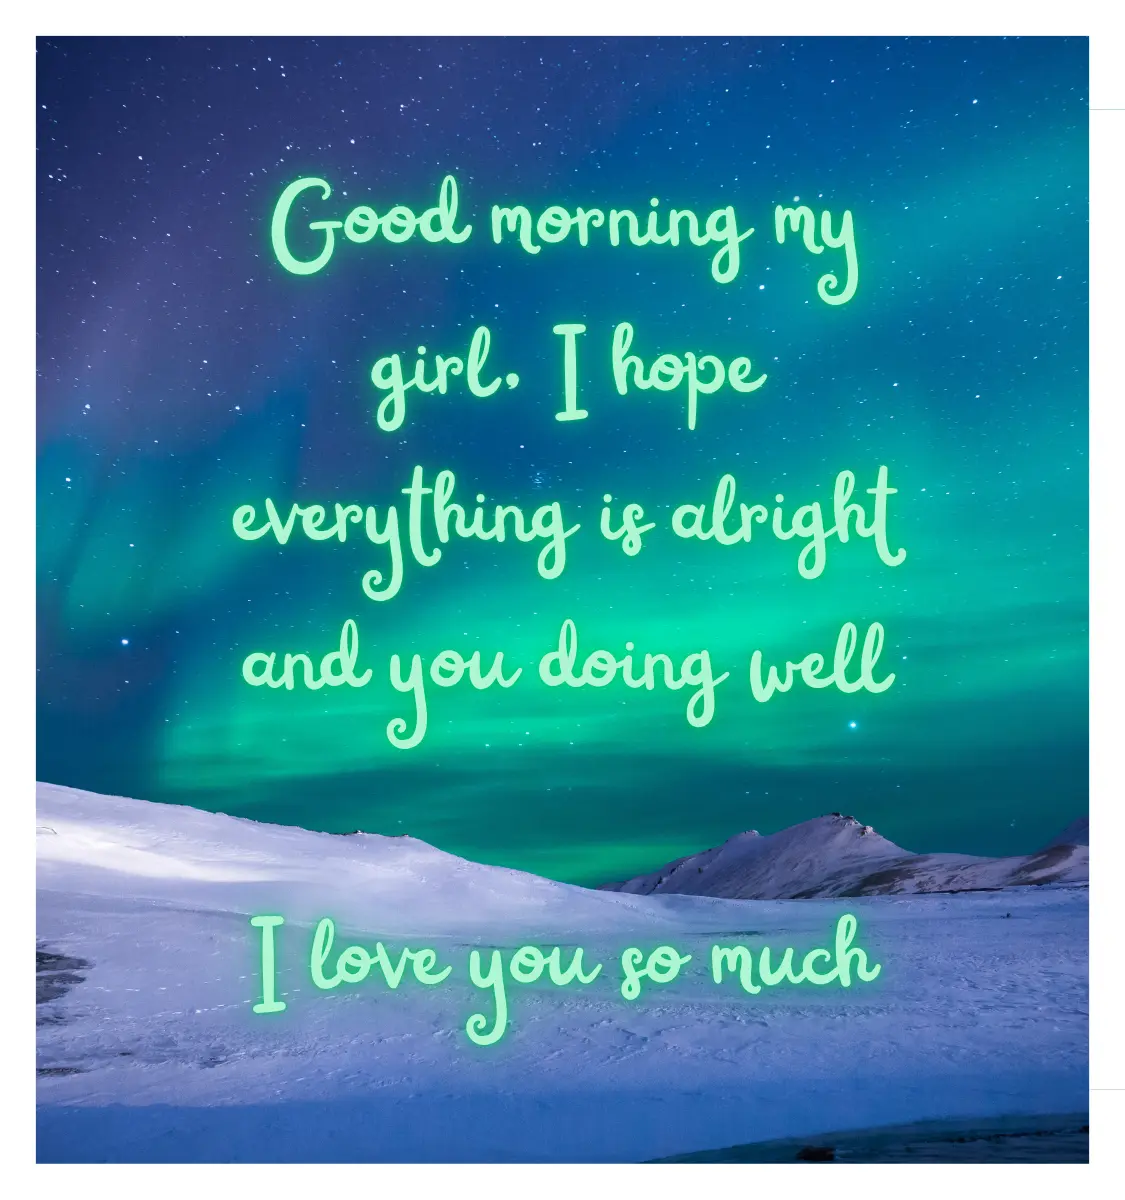 Good morning my
girl, I hope
everything is alright
and you doing well
I love you so much